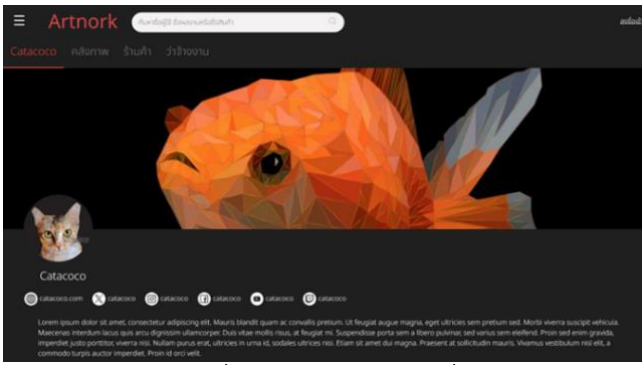 Artnork
ค้นหาชื่อผู้ใช้ ชื่อผลงานหรือชื่อสินค้า
Catacoco คลังภาพ ร้านค้า ว่าจ้างงาน
Catacoco
catacoco.com catacoco catacoco catacoco catacoco catacoco
Lorem ipsum dolor sit amet, consectetur adipiscing elit. Mauris blandit quam ac convallis pretium. Ut feugiat augue magna, eget ultricies sem pretium sed. Morbi viverra suscipit vehicula.
Maecenas interdum lacus quis arcu dignissim ullamcorper. Duis vitae mollis risus, at feugiat mi. Suspendisse porta sem a libero pulvinar, sed varius sem eleifend. Proin sed enim gravida,
imperdiet justo porttitor, viverra nisi. Nullam purus erat, ultricies in urna id, sodales ultrices nisi. Etiam sit amet dui magna. Praesent at sollicitudin mauris. Vivamus vestibulum nisl elit, a
commodo turpis auctor imperdiet. Proin id orci velit.